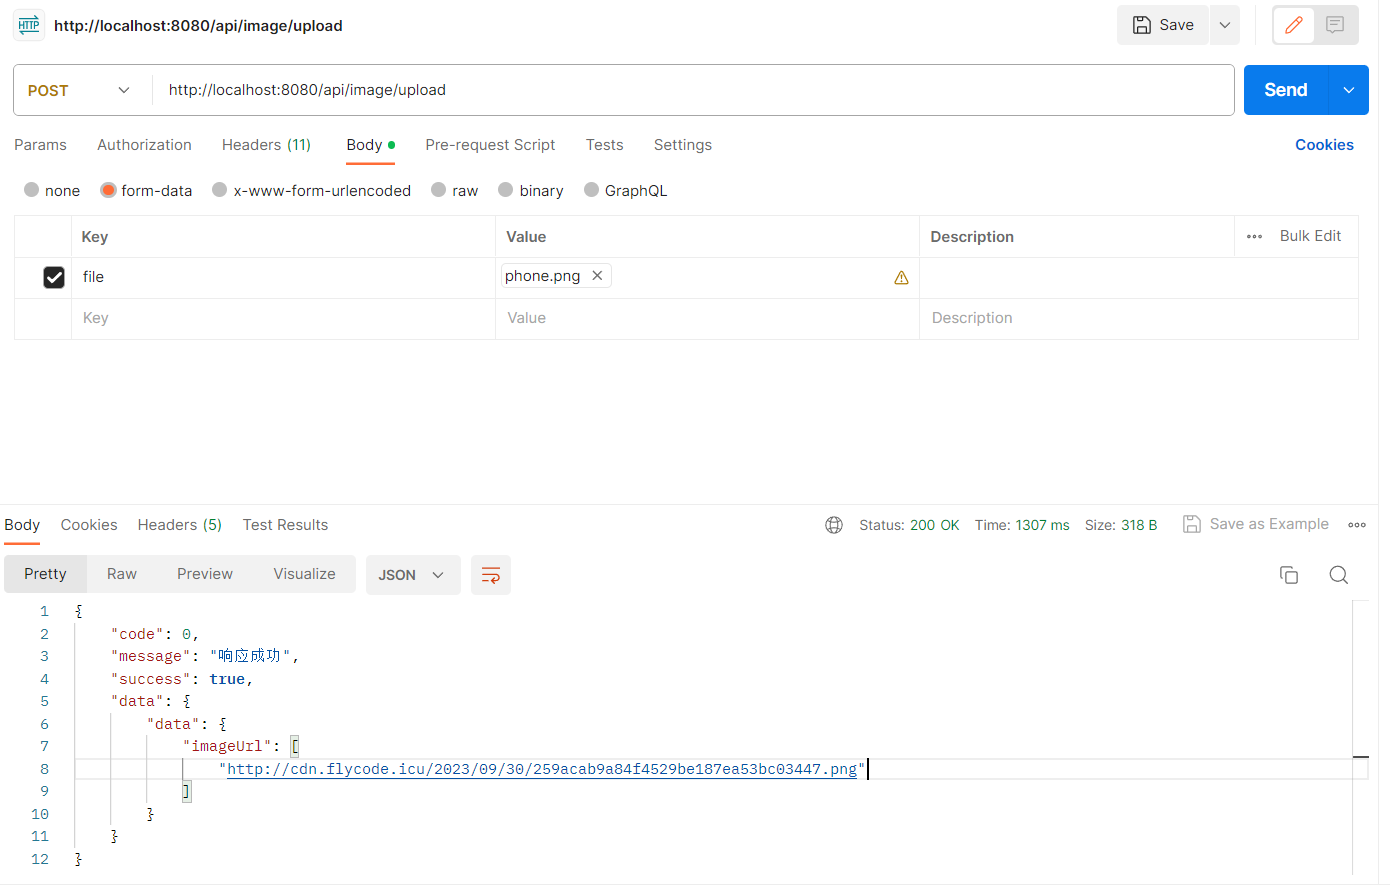 HTTP http://localhost:8080/api/image/upload Save
POST http://localhost:8080/api/image/upload Send
Params Authorization Headers (11) Body Pre-request Script Tests Settings Cookies
none form-data x-www-form-urlencoded raw binary GraphQL
Key Value Description Bulk Edit
file phone.png
Key Value Description
Body Cookies Headers (5) Test Results Status: 200 OK Time: 1307 ms Size: 318 B Save as Example
Pretty Raw Preview Visualize JSON
1 {
2 "code": 0,
3 "message": "响应成功",
4 "success": true,
5 "data": {
6 "data": {
7 "imageUrl": [
8 "http://cdn.flycode.icu/2023/09/30/259acab9a84f4529be187ea53bc03447.png"
9 ]
10 }
11 }
12 }